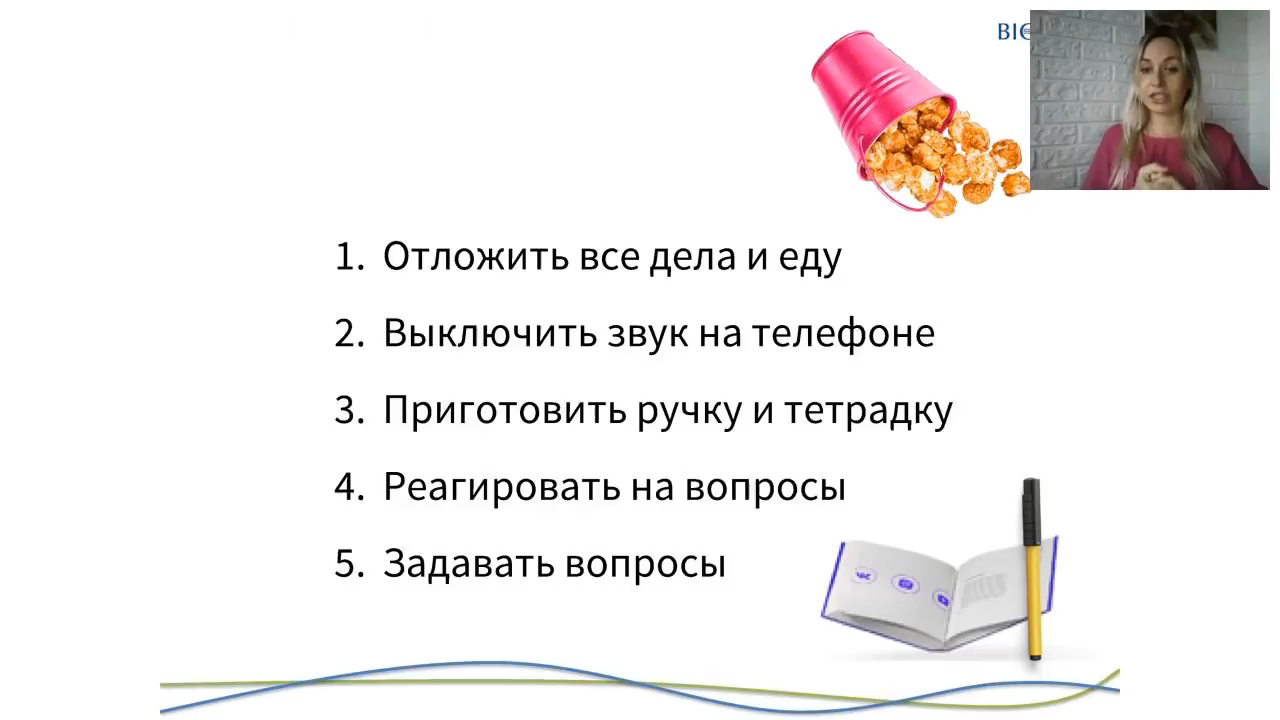 1. Отложить все дела и еду
2. Выключить звук на телефоне
3. Приготовить ручку и тетрадку
4. Реагировать на вопросы
5. Задавать вопросы